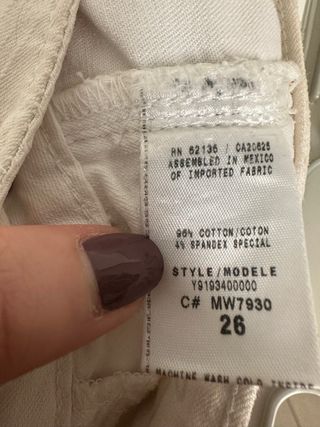 RN 62136 / CA20625
ASSEMBLED IN MEXICO
OF IMPORTED FABRIC
96% COTTON/COTON
4% SPANDEX SPECIAL
STYLE/MODELE
Y9193400000
C# MW7930
26
MACHINE WASH COLD INSIDE